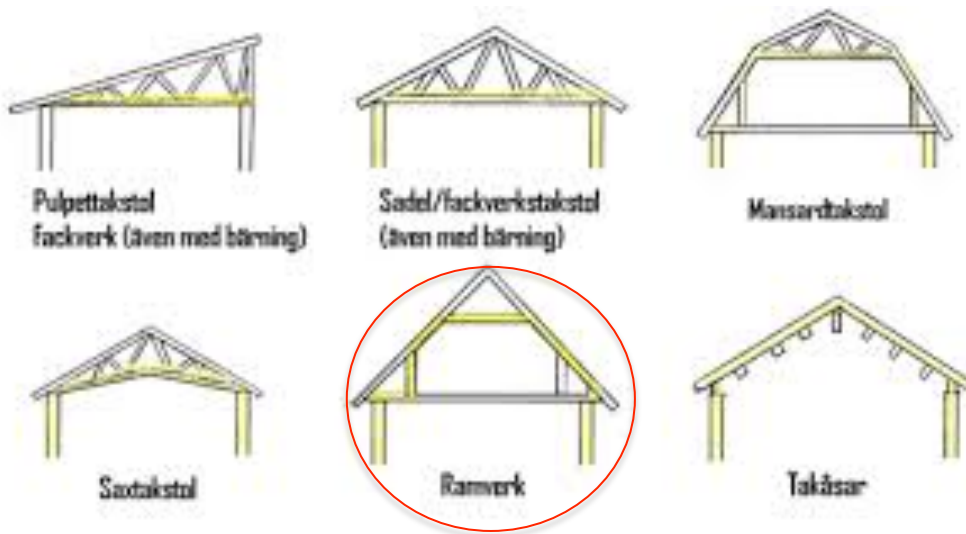 Pulpettakstol
Fackverk (även med bärning)
Sadel/fackverkstakstol
(även med bärning)
Mansardtakstol
Saxtakstol
Ramverk
Takåsar